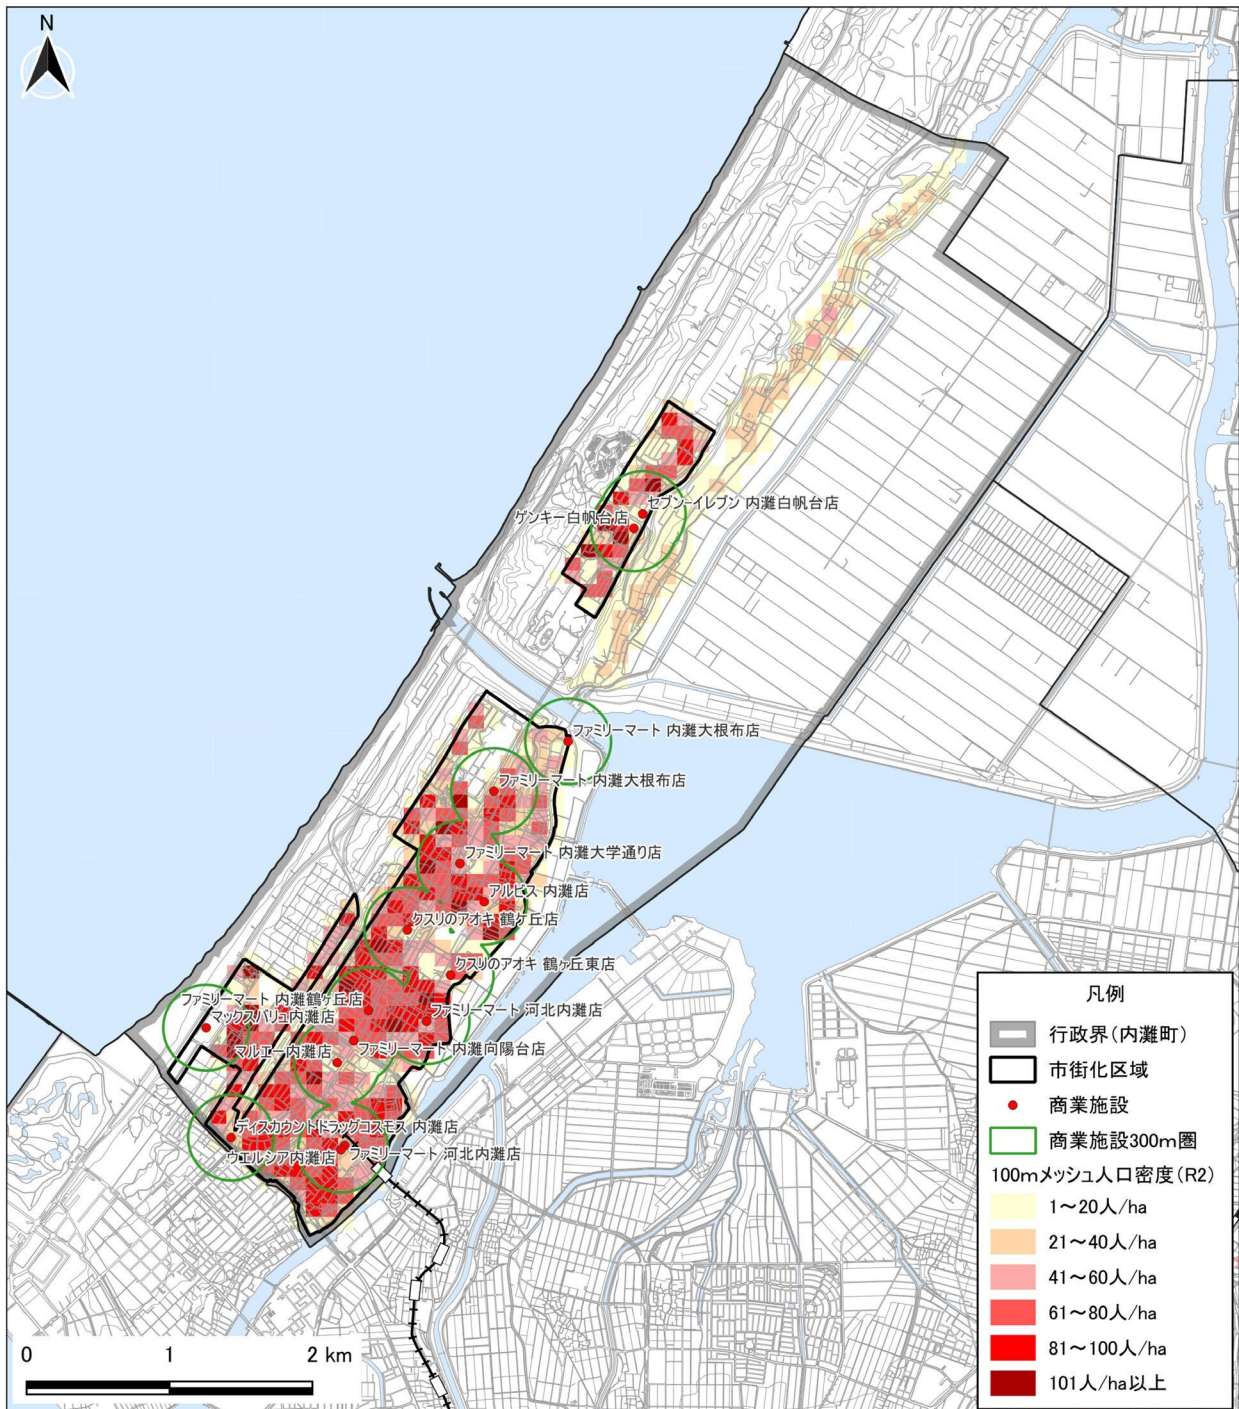 N
セブン-イレブン 内灘白帆台店
ゲンキー白帆台店
ファミリーマート 内灘大根布店
ファミリーマート 内灘大根布店
ファミリーマート 内灘大学通り店
アルビス 内灘店
クスリのアオキ 鶴ケ丘店
クスリのアオキ 鶴ケ丘東店
ファミリーマート 内灘鶴ケ丘店
マックスバリュ内灘店
ファミリーマート 河北内灘店
マルエー内灘店
ファミリーマート 内灘向陽台店
ディスカウントドラッグコスモス 内灘店
ウエルシア内灘店
ファミリーマート 河北内灘店
凡例
行政界(内灘町)
市街化区域
商業施設
商業施設300m圏
100mメッシュ人口密度(R2)
1~20人/ha
21~40人/ha
41~60人/ha
61~80人/ha
81~100人/ha
101人/ha以上
0 1 2 km